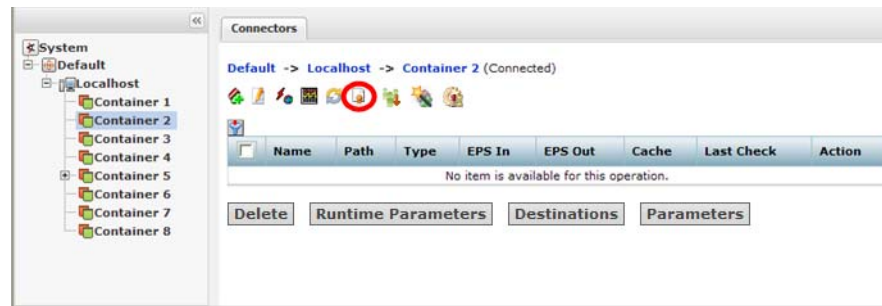 «
System
Default
Localhost
Container 1
Container 2
Container 3
Container 4
Container 5
Container 6
Container 7
Container 8
Connectors
Default -> Localhost -> Container 2 (Connected)
Name Path Type EPS In EPS Out Cache Last Check Action
No item is available for this operation.
Delete Runtime Parameters Destinations Parameters